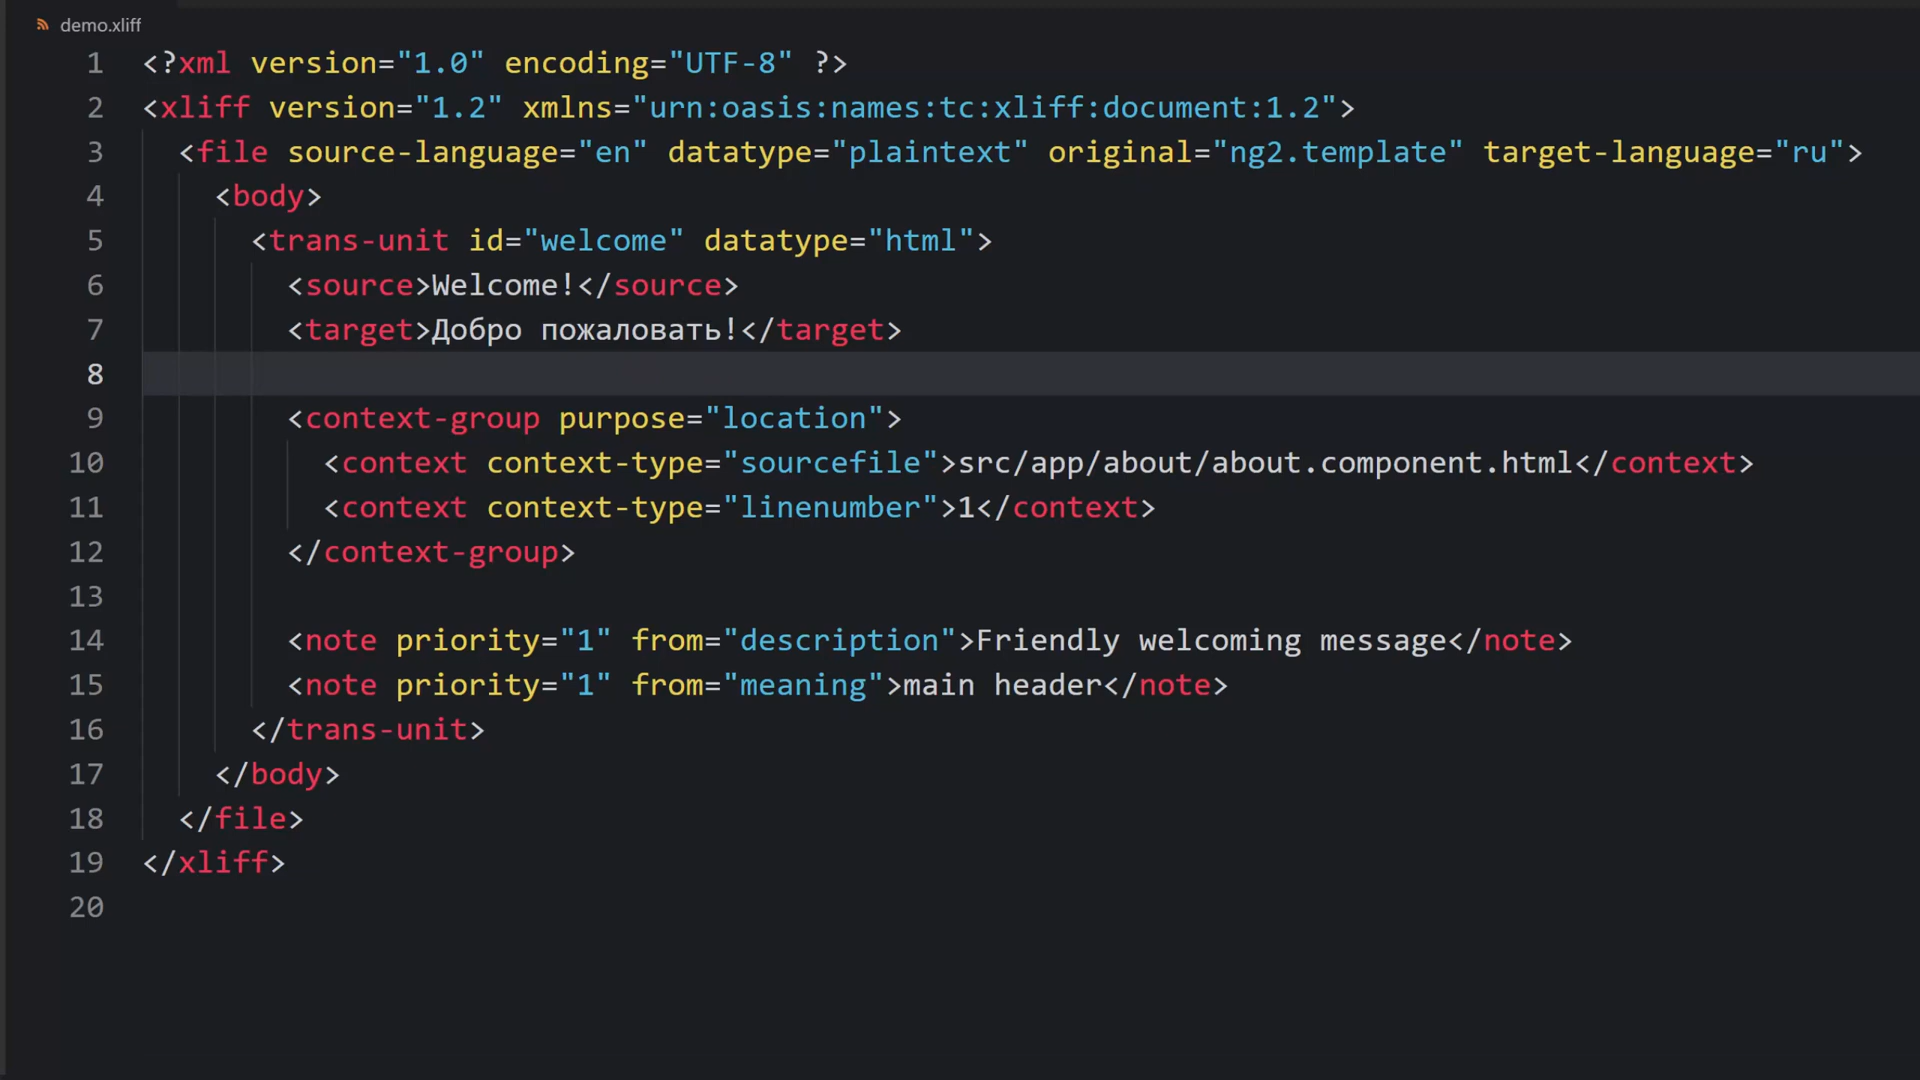 demo.xliff
1 <?xml version="1.0" encoding="UTF-8" ?>
2 <xliff version="1.2" xmlns="urn:oasis:names:tc:xliff:document:1.2">
3 <file source-language="en" datatype="plaintext" original="ng2.template" target-language="ru">
4 <body>
5 <trans-unit id="welcome" datatype="html">
6 <source>Welcome!</source>
7 <target>Добро пожаловать!</target>
8
9 <context-group purpose="location">
10 <context context-type="sourcefile">src/app/about/about.component.html</context>
11 <context context-type="linenumber">1</context>
12 </context-group>
13
14 <note priority="1" from="description">Friendly welcoming message</note>
15 <note priority="1" from="meaning">main header</note>
16 </trans-unit>
17 </body>
18 </file>
19 </xliff>
20